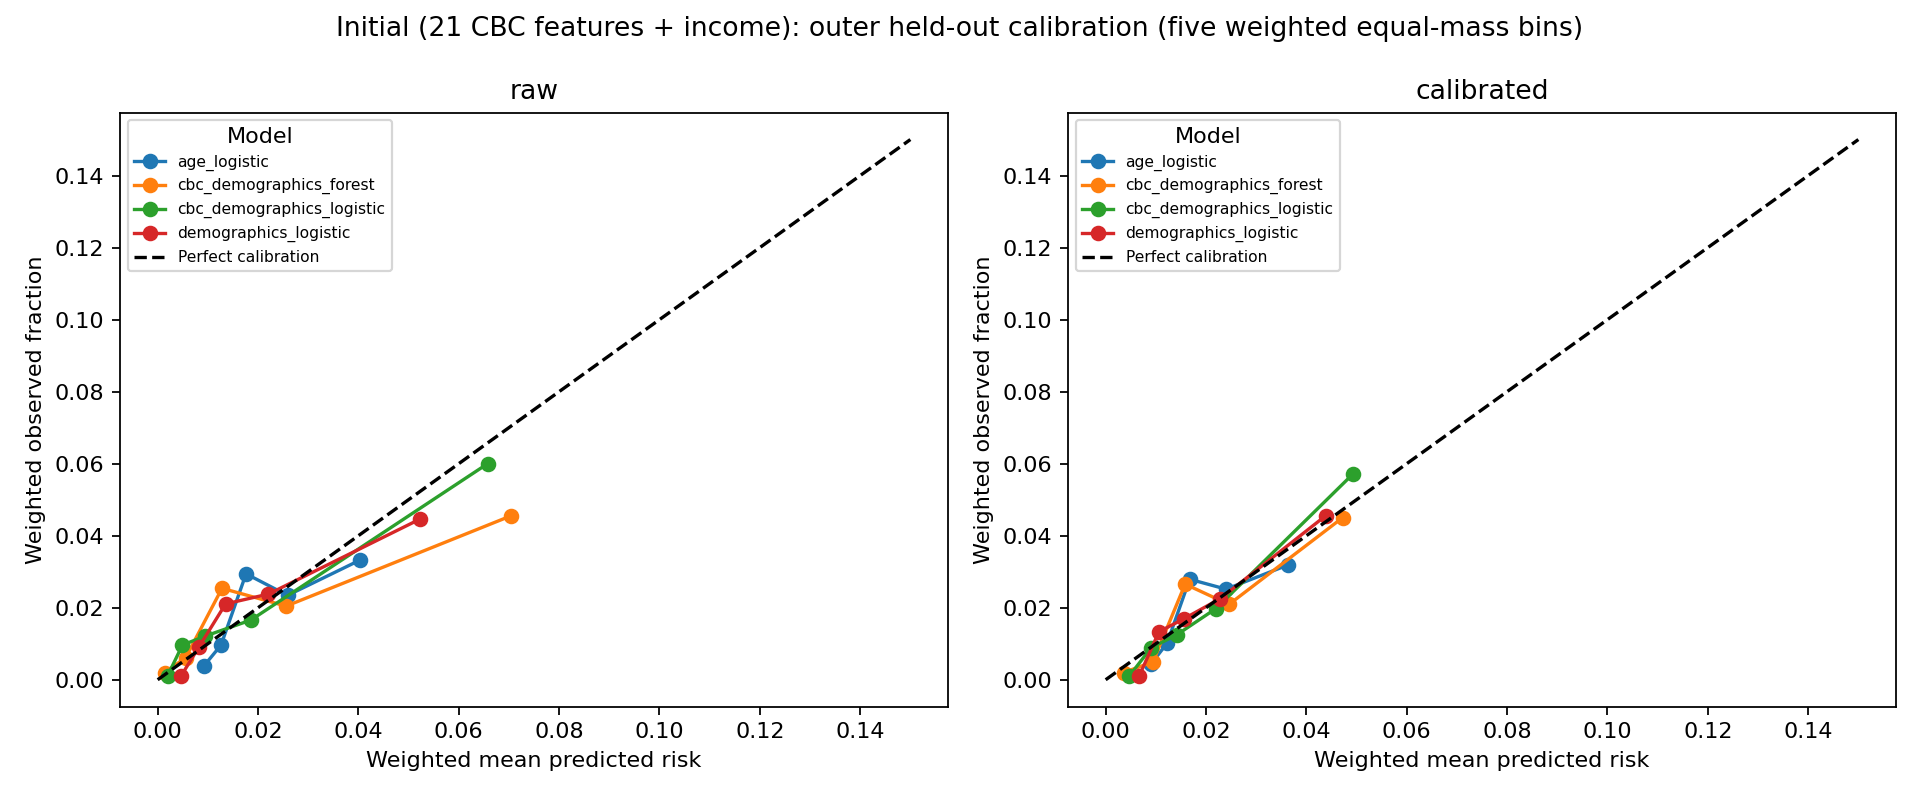 Initial (21 CBC features + income): outer held-out calibration (five weighted equal-mass bins)
raw
Model
age_logistic
cbc_demographics_forest
cbc_demographics_logistic
demographics_logistic
Perfect calibration
Weighted observed fraction
0.14
0.12
0.10
0.08
0.06
0.04
0.02
0.00
0.00 0.02 0.04 0.06 0.08 0.10 0.12 0.14
Weighted mean predicted risk
calibrated
Model
age_logistic
cbc_demographics_forest
cbc_demographics_logistic
demographics_logistic
Perfect calibration
Weighted observed fraction
0.14
0.12
0.10
0.08
0.06
0.04
0.02
0.00
0.00 0.02 0.04 0.06 0.08 0.10 0.12 0.14
Weighted mean predicted risk